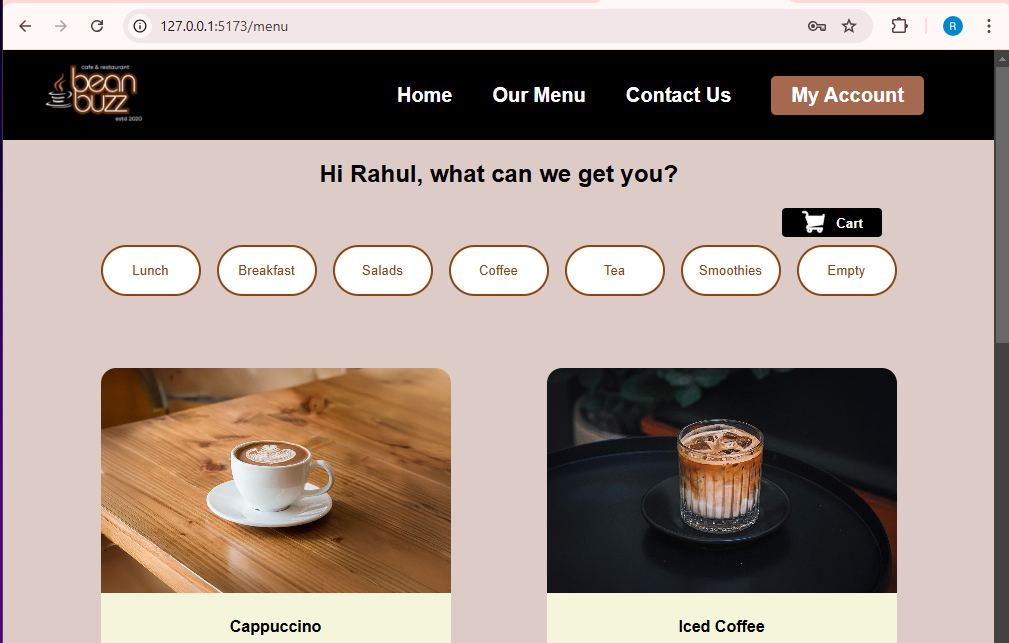 127.0.0.1:5173/menu
R
cafe & restaurant
bean
buzz
estd 2020
Home
Our Menu
Contact Us
My Account
Hi Rahul, what can we get you?
Cart
Lunch
Breakfast
Salads
Coffee
Tea
Smoothies
Empty
Cappuccino
Iced Coffee